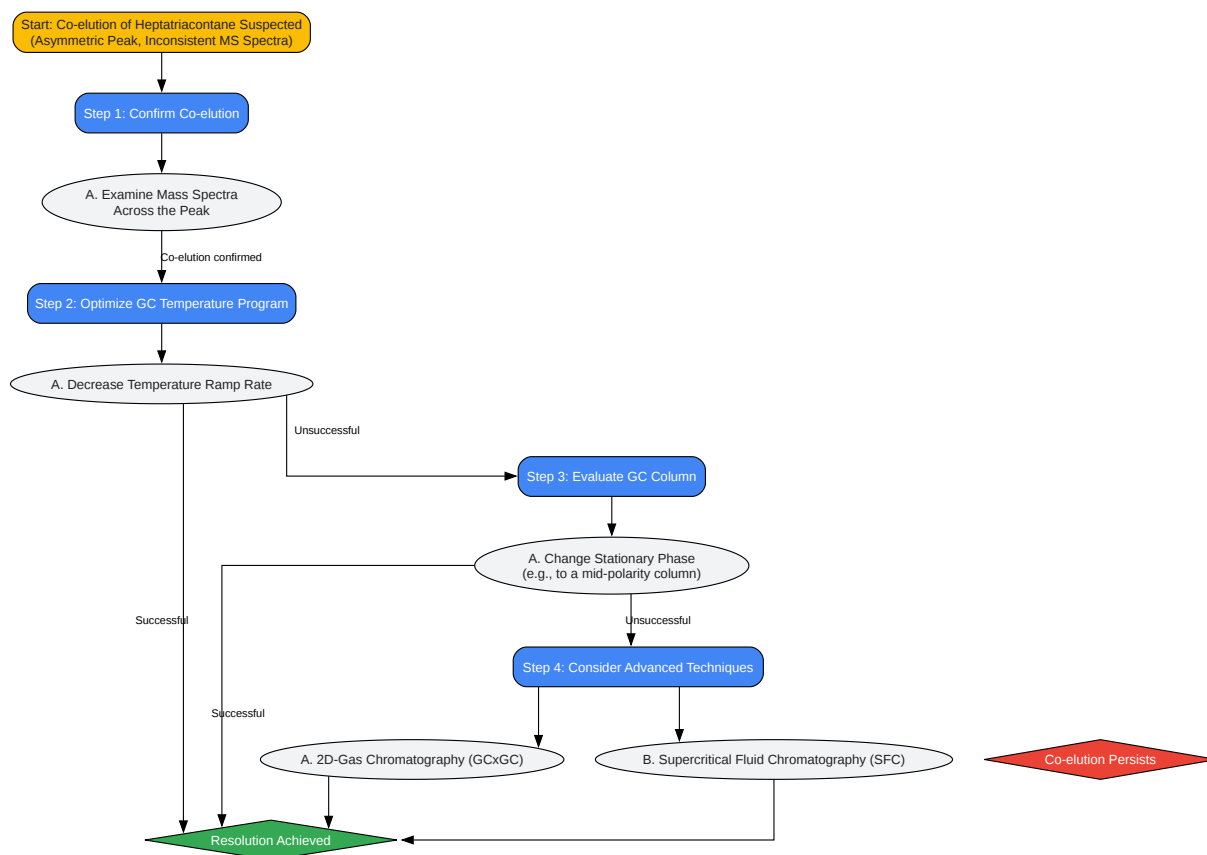 Start: Co-elution of Heptatriacontane Suspected
(Asymmetric Peak, Inconsistent MS Spectra)
Step 1: Confirm Co-elution
A. Examine Mass Spectra
Across the Peak
Co-elution confirmed
Step 2: Optimize GC Temperature Program
A. Decrease Temperature Ramp Rate
Unsuccessful
Step 3: Evaluate GC Column
A. Change Stationary Phase
(e.g., to a mid-polarity column)
Successful
Unsuccessful
Step 4: Consider Advanced Techniques
Successful
A. 2D-Gas Chromatography (GCxGC)
B. Supercritical Fluid Chromatography (SFC)
Co-elution Persists
Resolution Achieved